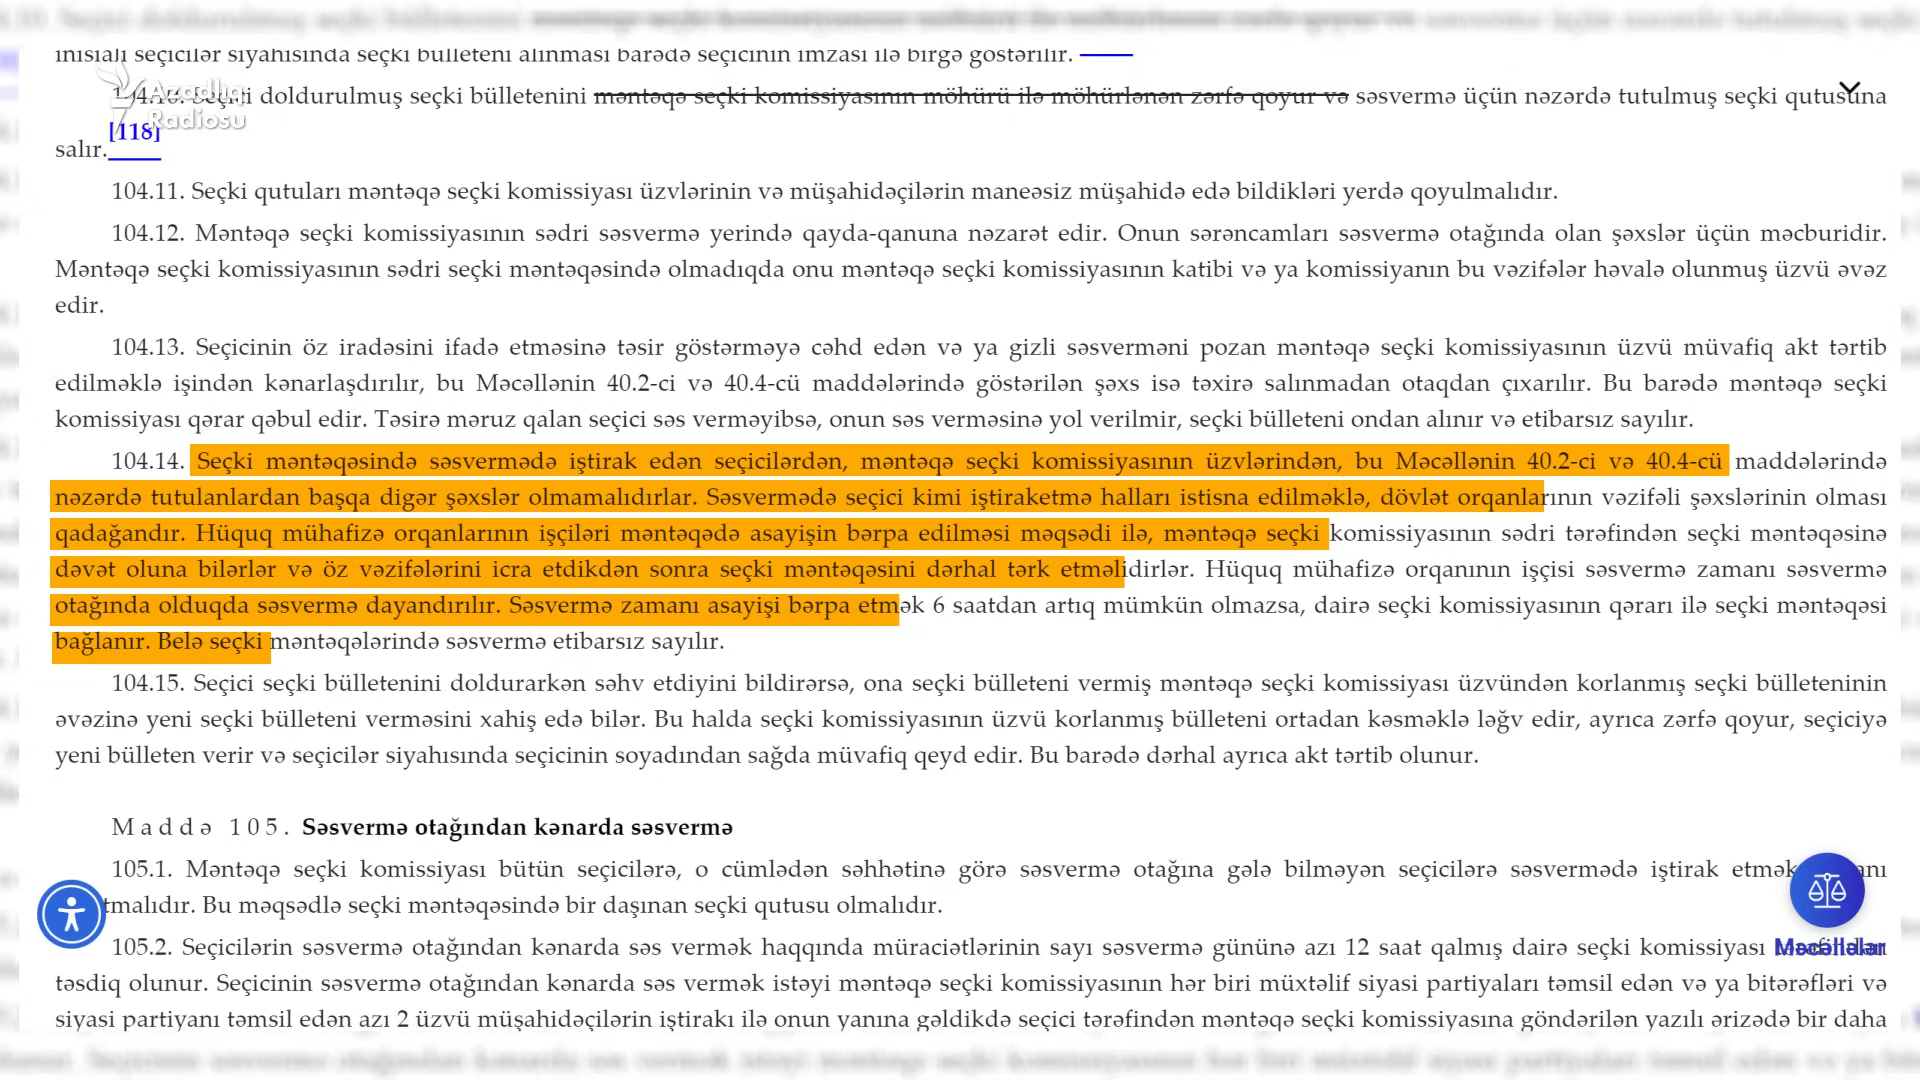 inisialı seçicilər siyahısında seçki bülleteni alınması barədə seçicinin imzası ilə birgə göstərilir.
Azadlıq
Radiosu
104.10. Seçici doldurulmuş seçki bülletenini məntəqə seçki komissiyasının möhürü ilə möhürlənən zərfə qoyur və səsvermə üçün nəzərdə tutulmuş seçki qutusuna
salır.[118]
104.11. Seçki qutuları məntəqə seçki komissiyası üzvlərinin və müşahidəçilərin maneəsiz müşahidə edə bildikləri yerdə qoyulmalıdır.
104.12. Məntəqə seçki komissiyasının sədri səsvermə yerində qayda-qanuna nəzarət edir. Onun sərəncamları səsvermə otağında olan şəxslər üçün məcburidir.
Məntəqə seçki komissiyasının sədri seçki məntəqəsində olmadıqda onu məntəqə seçki komissiyasının katibi və ya komissiyanın bu vəzifələr həvalə olunmuş üzvü əvəz
edir.
104.13. Seçicinin öz iradəsini ifadə etməsinə təsir göstərməyə cəhd edən və ya gizli səsverməni pozan məntəqə seçki komissiyasının üzvü müvafiq akt tərtib
edilməklə işindən kənarlaşdırılır, bu Məcəllənin 40.2-ci və 40.4-cü maddələrində göstərilən şəxs isə təxirə salınmadan otaqdan çıxarılır. Bu barədə məntəqə seçki
komissiyası qərar qəbul edir. Təsirə məruz qalan seçici səs verməyibsə, onun səs verməsinə yol verilmir, seçki bülleteni ondan alınır və etibarsız sayılır.
104.14. Seçki məntəqəsində səsvermədə iştirak edən seçicilərdən, məntəqə seçki komissiyasının üzvlərindən, bu Məcəllənin 40.2-ci və 40.4-cü maddələrində
nəzərdə tutulanlardan başqa digər şəxslər olmamalıdırlar. Səsvermədə seçici kimi iştiraketmə halları istisna edilməklə, dövlət orqanlarının vəzifəli şəxslərinin olması
qadağandır. Hüquq mühafizə orqanlarının işçiləri məntəqədə asayişin bərpa edilməsi məqsədi ilə, məntəqə seçki komissiyasının sədri tərəfindən seçki məntəqəsinə
dəvət oluna bilərlər və öz vəzifələrini icra etdikdən sonra seçki məntəqəsini dərhal tərk etməlidirlər. Hüquq mühafizə orqanının işçisi səsvermə zamanı səsvermə
otağında olduqda səsvermə dayandırılır. Səsvermə zamanı asayişi bərpa etmək 6 saatdan artıq mümkün olmazsa, dairə seçki komissiyasının qərarı ilə seçki məntəqəsi
bağlanır. Belə seçki məntəqələrində səsvermə etibarsız sayılır.
104.15. Seçici seçki bülletenini doldurarkən səhv etdiyini bildirərsə, ona seçki bülleteni vermiş məntəqə seçki komissiyası üzvündən korlanmış seçki bülleteninin
əvəzinə yeni seçki bülleteni verməsini xahiş edə bilər. Bu halda seçki komissiyasının üzvü korlanmış bülleteni ortadan kəsməklə ləğv edir, ayrıca zərfə qoyur, seçiciyə
yeni bülleten verir və seçicilər siyahısında seçicinin soyadından sağda müvafiq qeyd edir. Bu barədə dərhal ayrıca akt tərtib olunur.
Maddə 105. Səsvermə otağından kənarda səsvermə
105.1. Məntəqə seçki komissiyası bütün seçicilərə, o cümlədən səhhətinə görə səsvermə otağına gələ bilməyən seçicilərə səsvermədə iştirak etmək
tmalıdır. Bu məqsədlə seçki məntəqəsində bir daşınan seçki qutusu olmalıdır.
105.2. Seçicilərin səsvermə otağından kənarda səs vermək haqqında müraciətlərinin sayı səsvermə gününə azı 12 saat qalmış dairə seçki komissiyası
Məcəllələr
təsdiq olunur. Seçicinin səsvermə otağından kənarda səs vermək istəyi məntəqə seçki komissiyasının hər biri müxtəlif siyasi partiyaları təmsil edən və ya bitərəfləri və
siyasi partiyanı təmsil edən azı 2 üzvü müşahidəçilərin iştirakı ilə onun yanına gəldikdə seçici tərəfindən məntəqə seçki komissiyasına göndərilən yazılı ərizədə bir daha